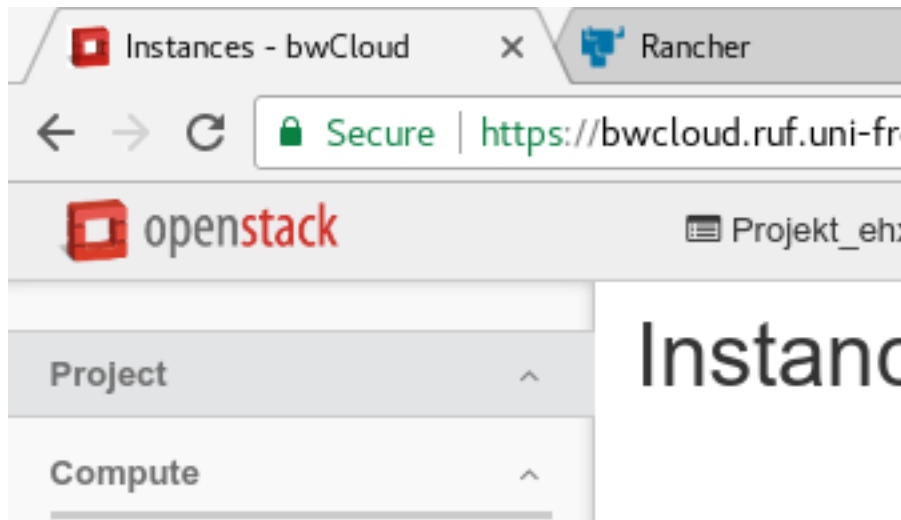 Instances - bwCloud
Rancher
Secure
https://bwcloud.ruf.uni-fr
openstack
Projekt_eh
Instanc
Project
Compute